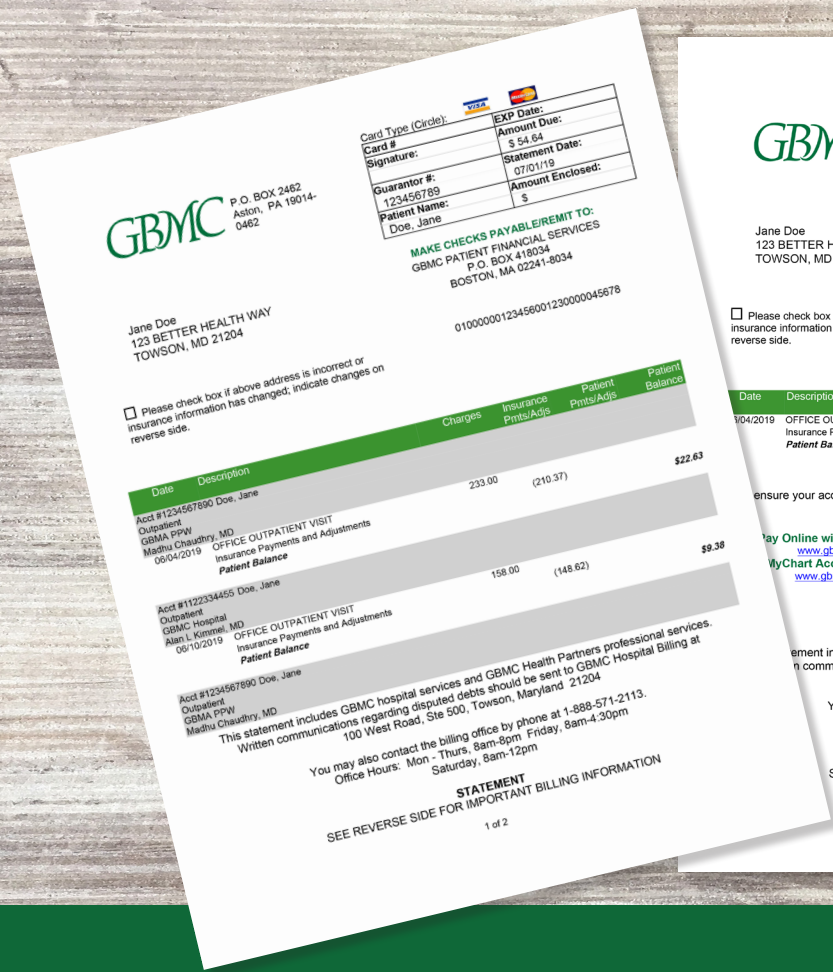 Card Type (Circle): VISA MasterCard
Card # EXP Date:
Signature: Amount Due:
$ 54.64
Statement Date:
Guarantor #: 07/01/19
123456789 Amount Enclosed:
Patient Name: $
Doe, Jane
GBMC
P.O. BOX 2462
Aston, PA 19014-
0462
MAKE CHECKS PAYABLE/REMIT TO:
GBMC PATIENT FINANCIAL SERVICES
P.O. BOX 418034
BOSTON, MA 02241-8034
Jane Doe
123 BETTER HEALTH WAY
TOWSON, MD 21204
01000000123456001230000045678
Please check box if above address is incorrect or
insurance information has changed; indicate changes on
reverse side.
Date Description Charges Insurance Pmts/Adjs Patient Pmts/Adjs Patient Balance
Acct #1234567890 Doe, Jane
Outpatient
GBMA PPW
Madhu Chaudhry, MD
06/04/2019 OFFICE OUTPATIENT VISIT 233.00
Insurance Payments and Adjustments (210.37)
Patient Balance $22.63
Acct #1122334455 Doe, Jane
Outpatient
GBMC Hospital
Alan L Kimmel, MD
06/10/2019 OFFICE OUTPATIENT VISIT 158.00
Insurance Payments and Adjustments (148.62)
Patient Balance $9.38
Acct #1234567890 Doe, Jane
Outpatient
GBMA PPW
Madhu Chaudhry, MD
This statement includes GBMC hospital services and GBMC Health Partners professional services.
Written communications regarding disputed debts should be sent to GBMC Hospital Billing at
100 West Road, Ste 500, Towson, Maryland 21204
You may also contact the billing office by phone at 1-888-571-2113.
Office Hours: Mon - Thurs, 8am-8pm Friday, 8am-4:30pm
Saturday, 8am-12pm
STATEMENT
SEE REVERSE SIDE FOR IMPORTANT BILLING INFORMATION
1 of 2
Jane Doe
123 BETTER
TOWSON, MD
Please check box
insurance information
reverse side.
Date
/04/2019 OFFICE
Insurance
Patient
ensure your
Pay Online
www.gb
MyChart
www.gb